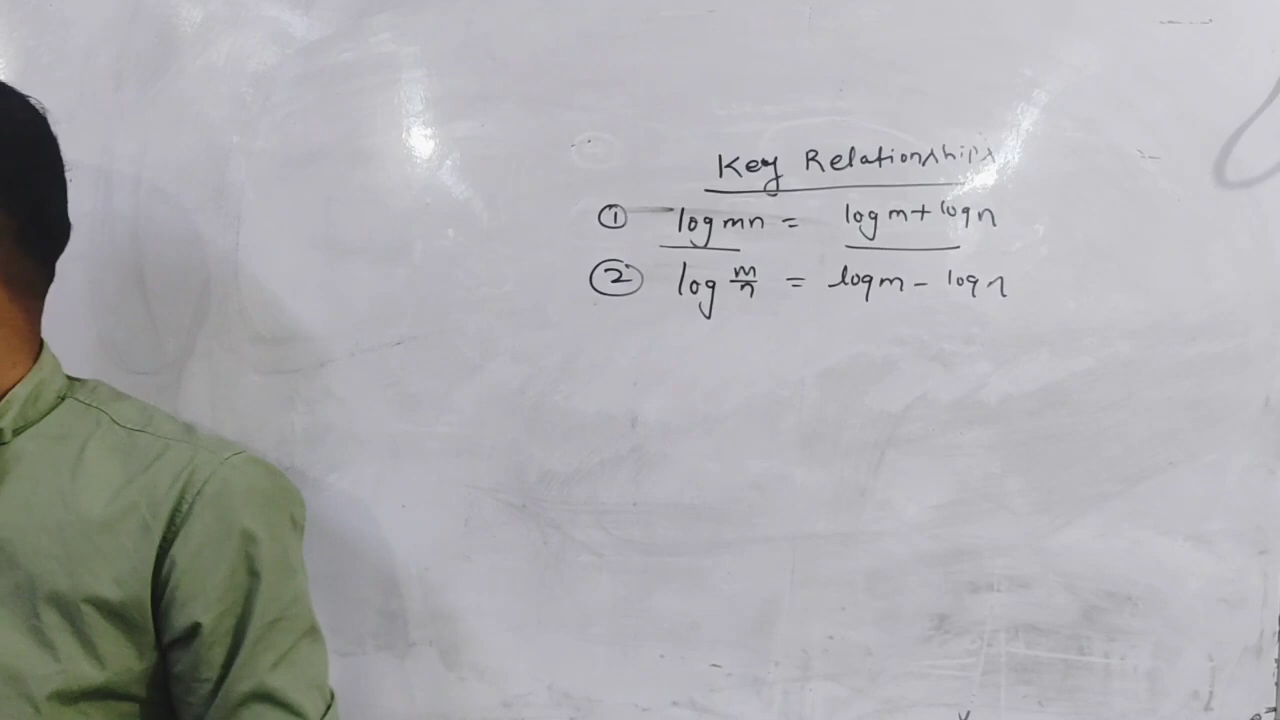 Key Relationships
① log mn = log m + log n
② log m/n = log m - log n